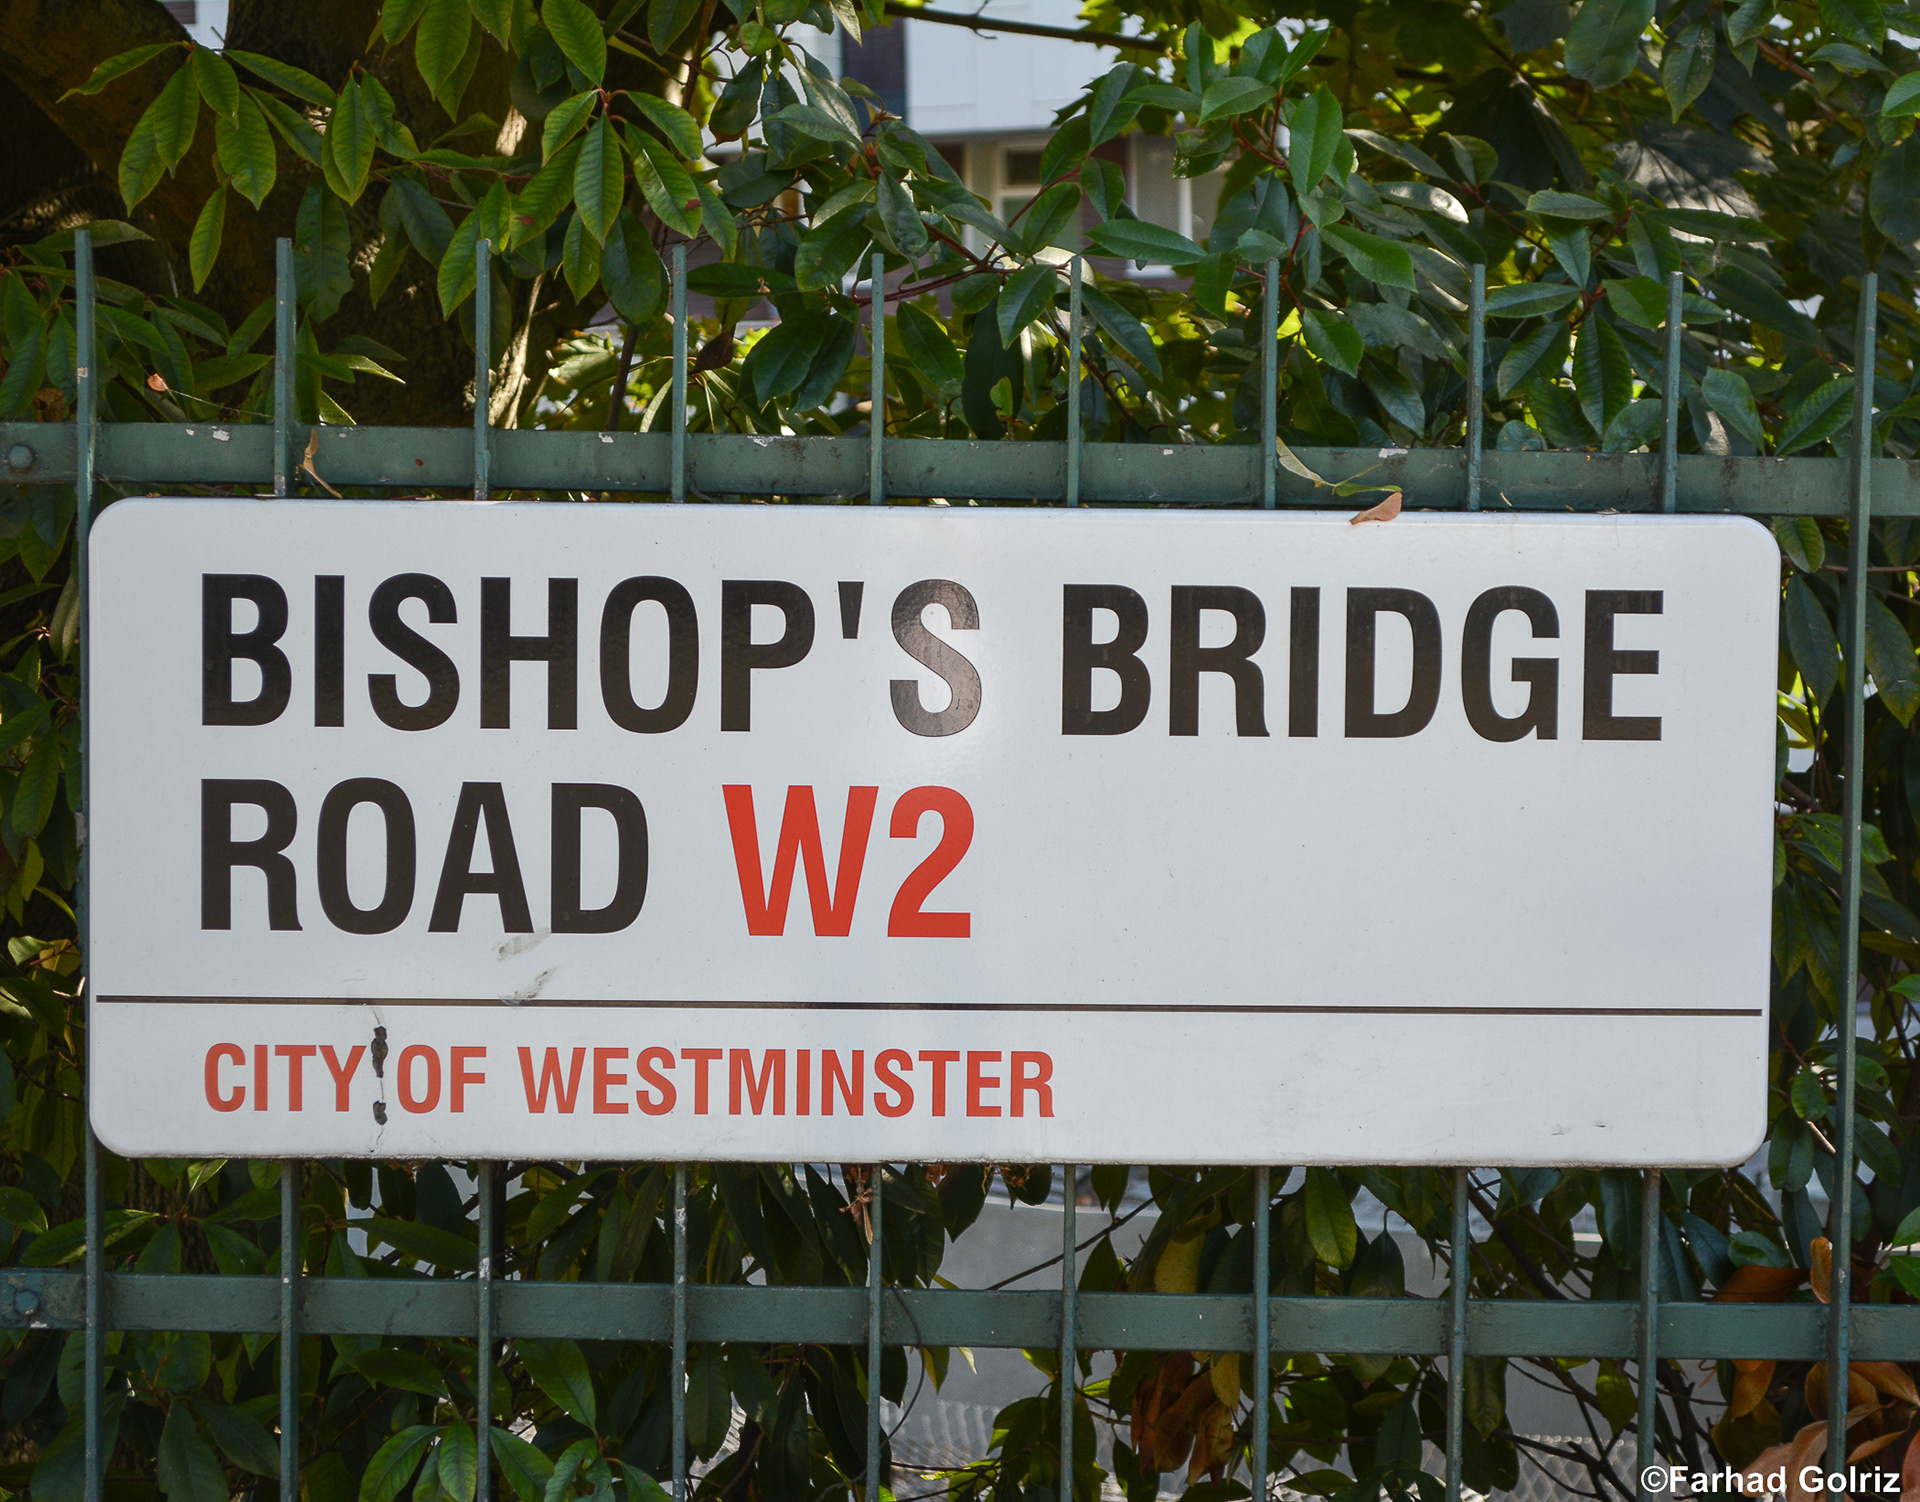 BISHOP'S BRIDGE
ROAD W2
CITY OF WESTMINSTER
©Farhad Golriz